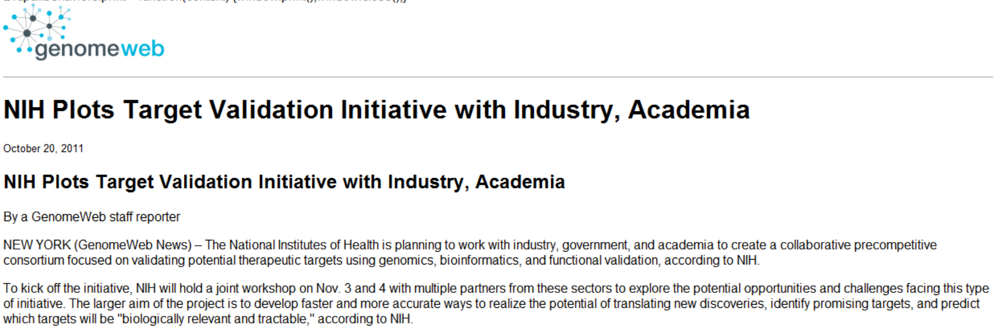 genomeweb
NIH Plots Target Validation Initiative with Industry, Academia
October 20, 2011
NIH Plots Target Validation Initiative with Industry, Academia
By a GenomeWeb staff reporter
NEW YORK (GenomeWeb News) – The National Institutes of Health is planning to work with industry, government, and academia to create a collaborative precompetitive
consortium focused on validating potential therapeutic targets using genomics, bioinformatics, and functional validation, according to NIH.
To kick off the initiative, NIH will hold a joint workshop on Nov. 3 and 4 with multiple partners from these sectors to explore the potential opportunities and challenges facing this type
of initiative. The larger aim of the project is to develop faster and more accurate ways to realize the potential of translating new discoveries, identify promising targets, and predict
which targets will be "biologically relevant and tractable," according to NIH.